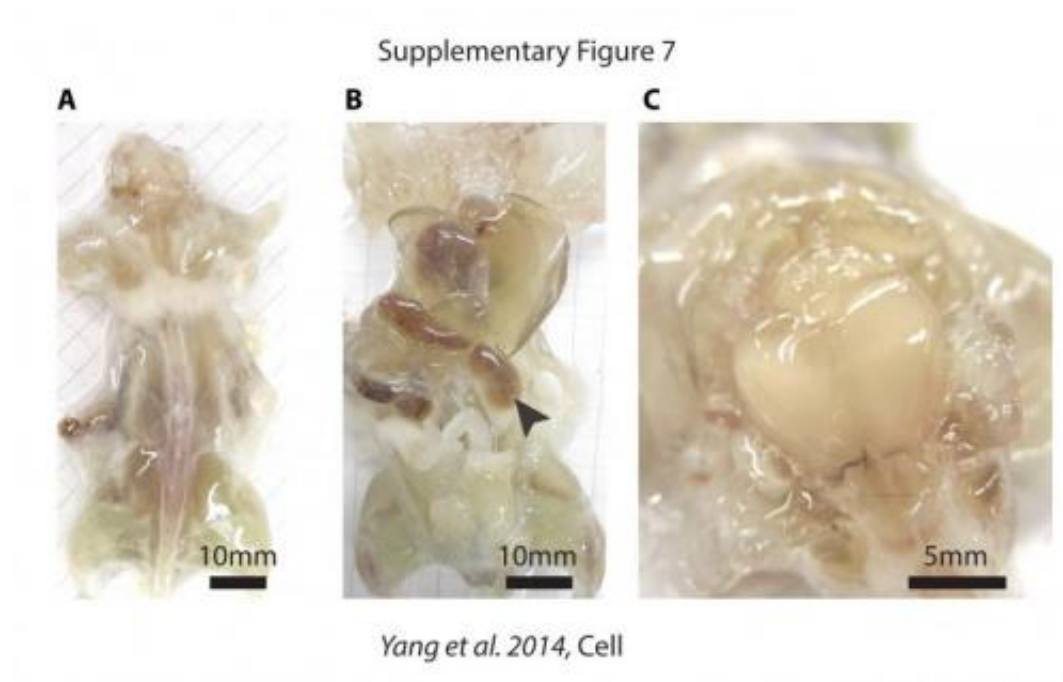 Supplementary Figure 7
A
B
C
10mm
10mm
5mm
Yang et al. 2014, Cell